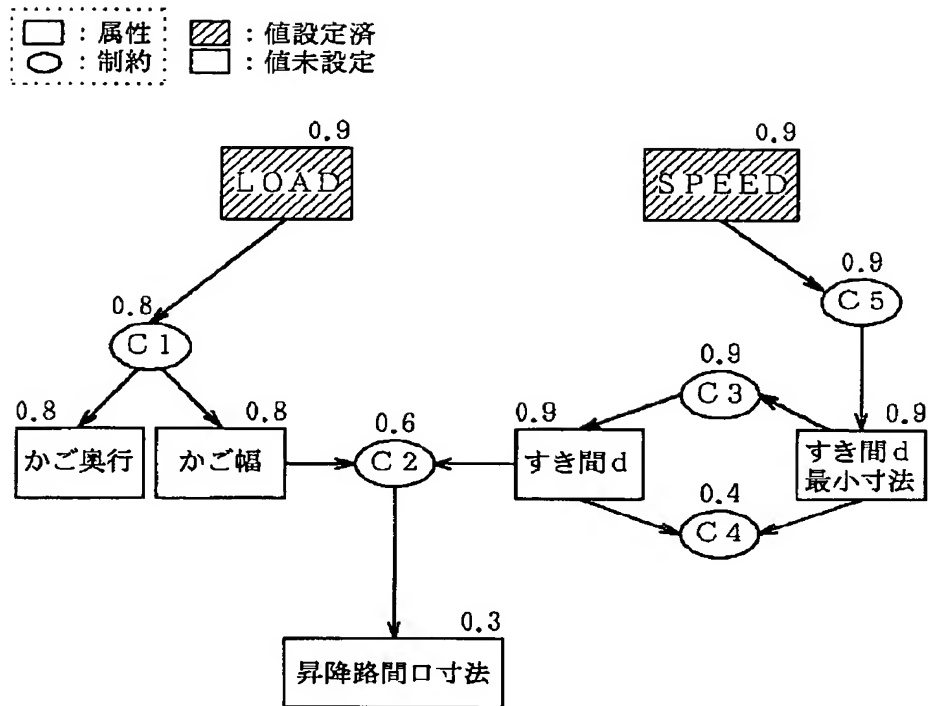 ：属性
：制約
：値設定済
：値未設定
0.9
LOAD
0.9
SPEED
0.9
C5
0.8
C1
0.9
C3
0.8
かご奥行
0.8
かご幅
0.6
C2
0.9
すき間d
0.9
すき間d
最小寸法
0.4
C4
0.3
昇降路間口寸法